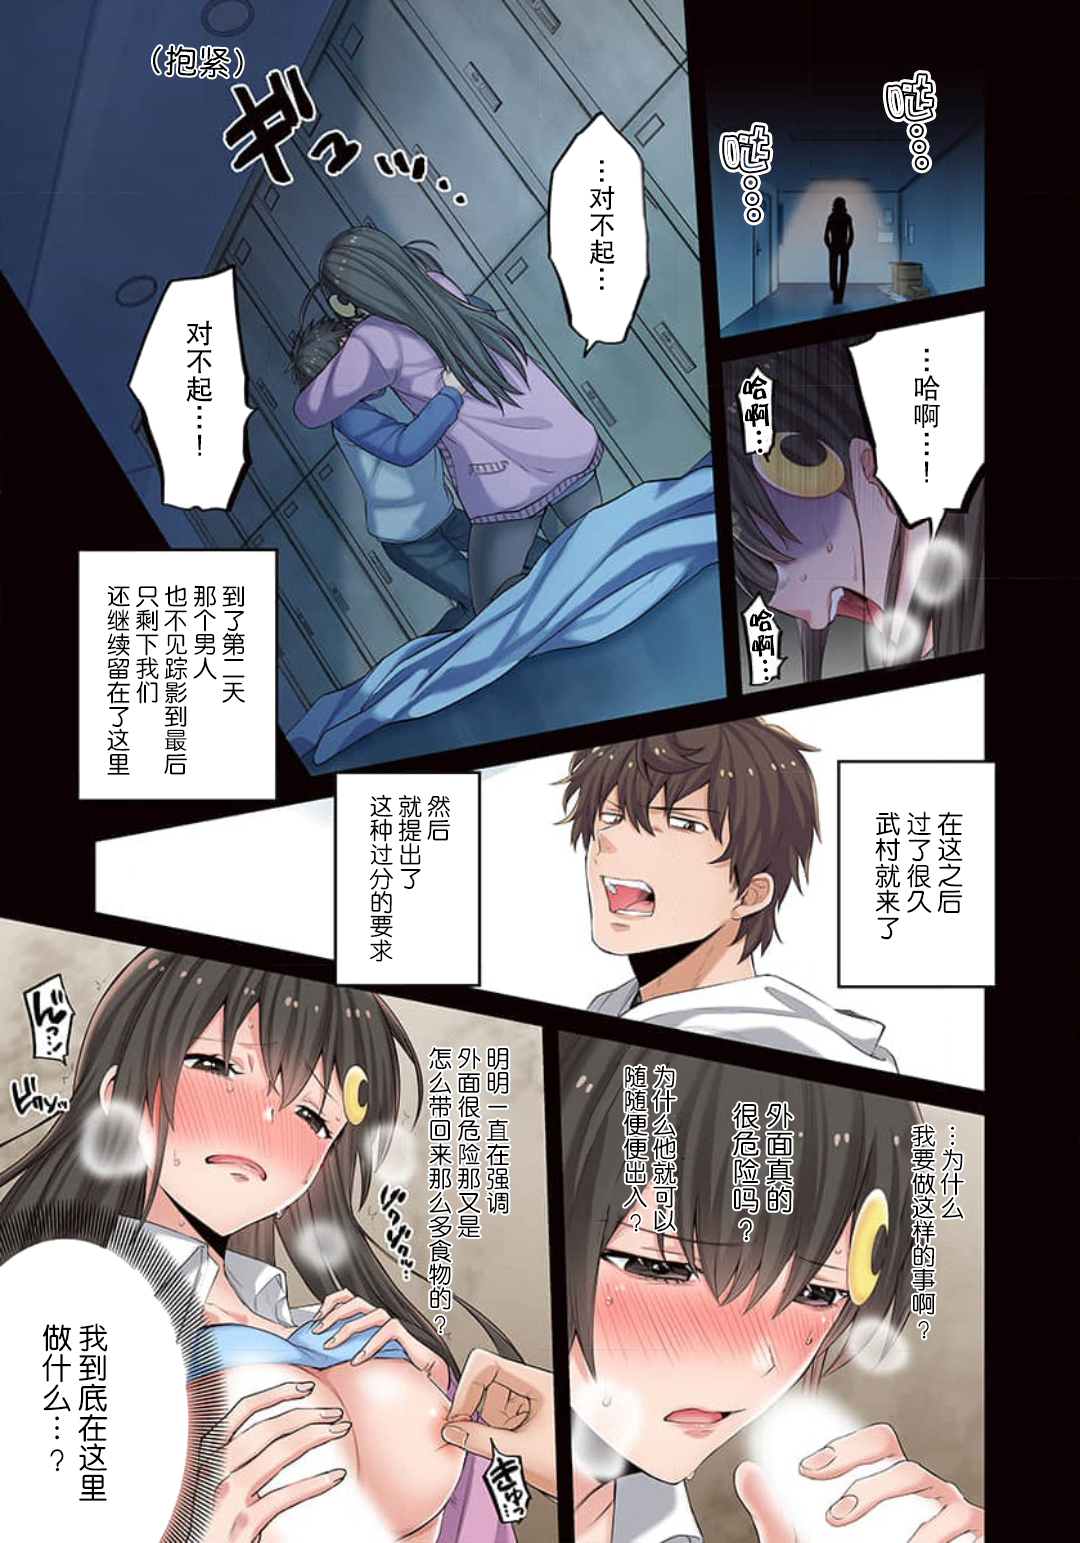 哒…
哒…
…哈啊…！
哈啊…
哈啊…
（抱紧）
ギュッ…
…对不起…
对不起…！
到了第二天
那个男人
也不见踪影到最后
只剩下我们
还继续留在了这里
在这之后
过了很久
武村就来了
然后
就提出了
这种过分的要求
…为什么
我要做这样的事啊？
外面真的
很危险吗？
为什么他就可以
随随便便出入？
明明一直在强调
外面很危险那又是
怎么带回来那么多食物的？
我到底在这里
做什么…？